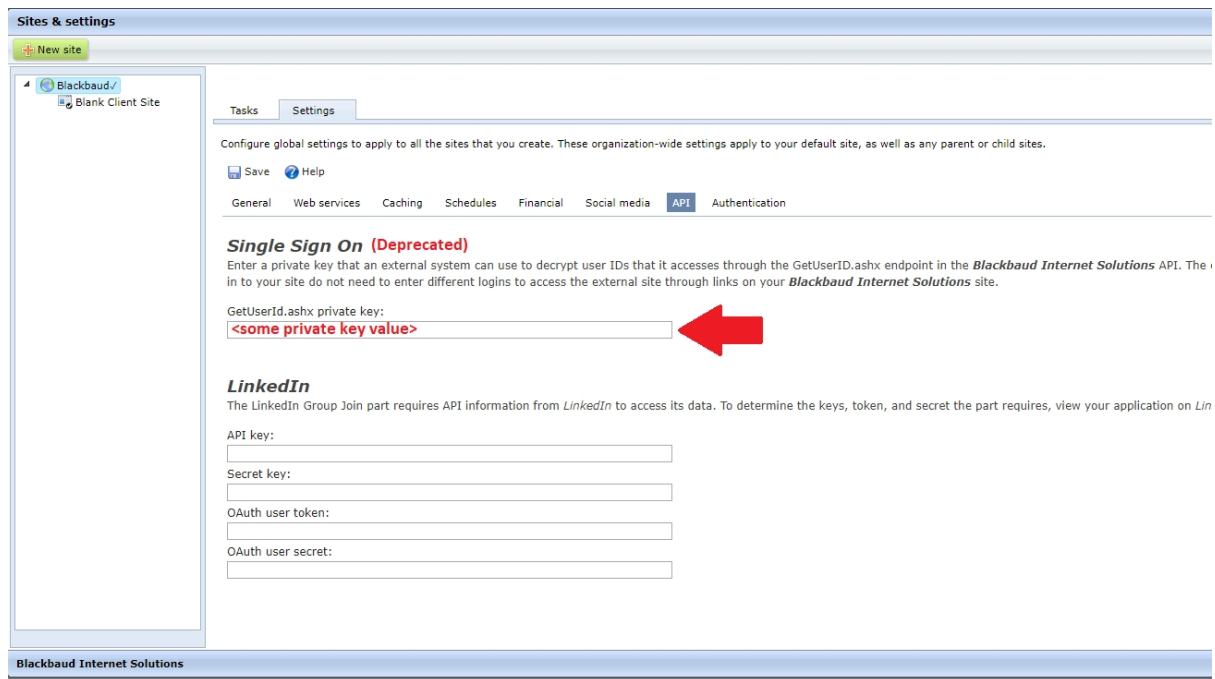 Sites & settings
New site
Blackbaud✓
Blank Client Site
Tasks Settings
Configure global settings to apply to all the sites that you create. These organization-wide settings apply to your default site, as well as any parent or child sites.
Save Help
General Web services Caching Schedules Financial Social media API Authentication
Single Sign On (Deprecated)
Enter a private key that an external system can use to decrypt user IDs that it accesses through the GetUserID.ashx endpoint in the Blackbaud Internet Solutions API. The
in to your site do not need to enter different logins to access the external site through links on your Blackbaud Internet Solutions site.
GetUserId.ashx private key:
<some private key value>
LinkedIn
The LinkedIn Group Join part requires API information from LinkedIn to access its data. To determine the keys, token, and secret the part requires, view your application on Lin
API key:
Secret key:
OAuth user token:
OAuth user secret:
Blackbaud Internet Solutions